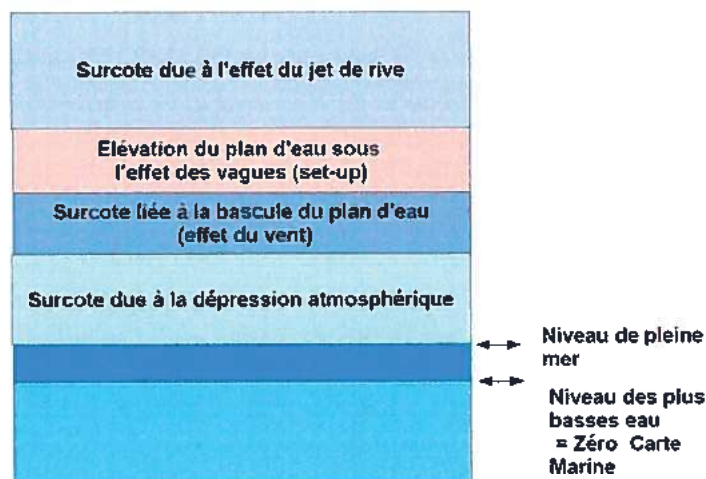 Surcote due à l'effet du jet de rive
Elévation du plan d'eau sous
l'effet des vagues (set-up)
Surcote liée à la bascule du plan d'eau
(effet du vent)
Surcote due à la dépression atmosphérique
Niveau de pleine
mer
Niveau des plus
basses eau
= Zéro Carte
Marine